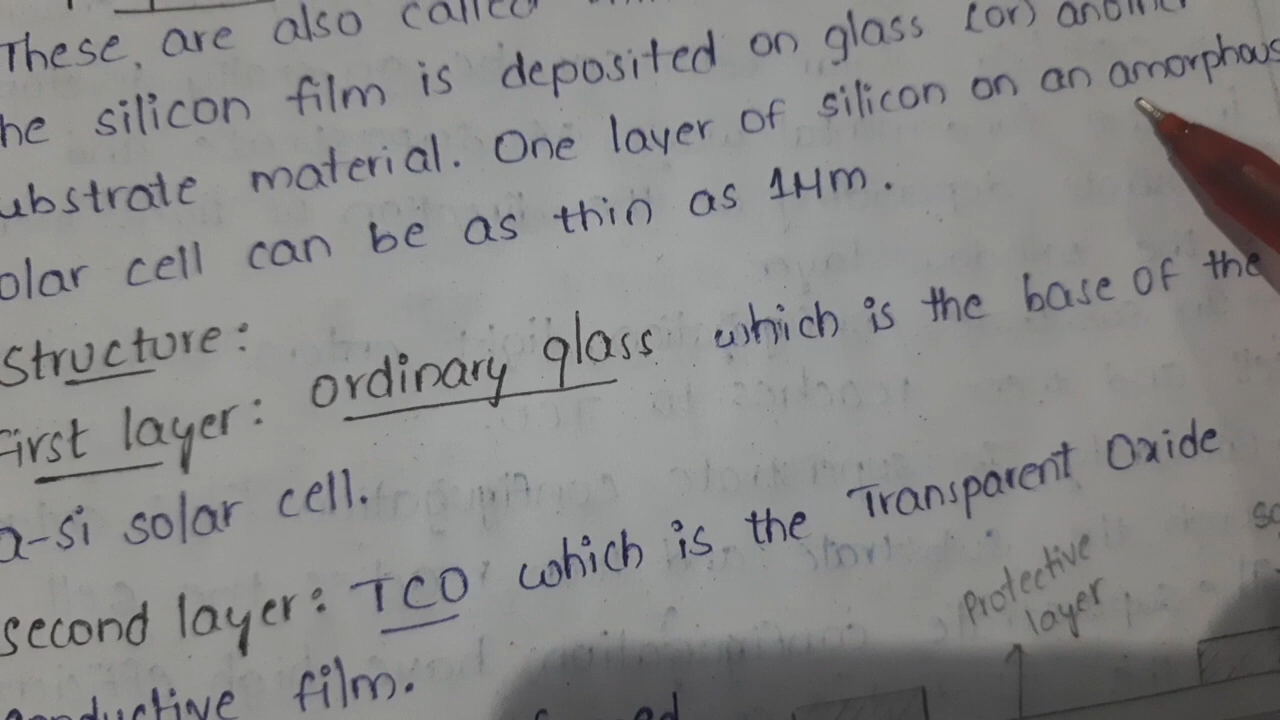 These are also called
he silicon film is deposited on glass (or) another
ubstrate material. One layer of silicon on an amorphous
olar cell can be as thin as 1μm.
Structure:
First layer: ordinary glass which is the base of the
a-si solar cell.
second layer: TCO which is the Transparent Oxide
onductive film.
Protective
layer